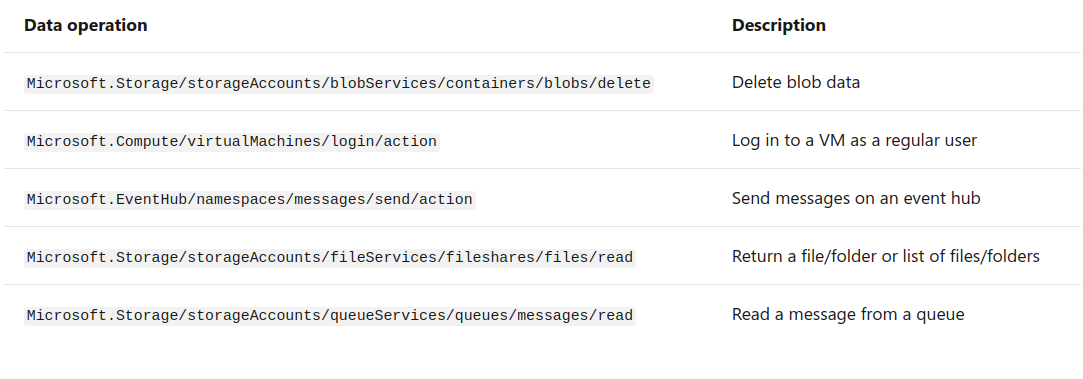 Data operation Description
Microsoft.Storage/storageAccounts/blobServices/containers/blobs/delete Delete blob data
Microsoft.Compute/virtualMachines/login/action Log in to a VM as a regular user
Microsoft.EventHub/namespaces/messages/send/action Send messages on an event hub
Microsoft.Storage/storageAccounts/fileServices/fileshares/files/read Return a file/folder or list of files/folders
Microsoft.Storage/storageAccounts/queueServices/queues/messages/read Read a message from a queue